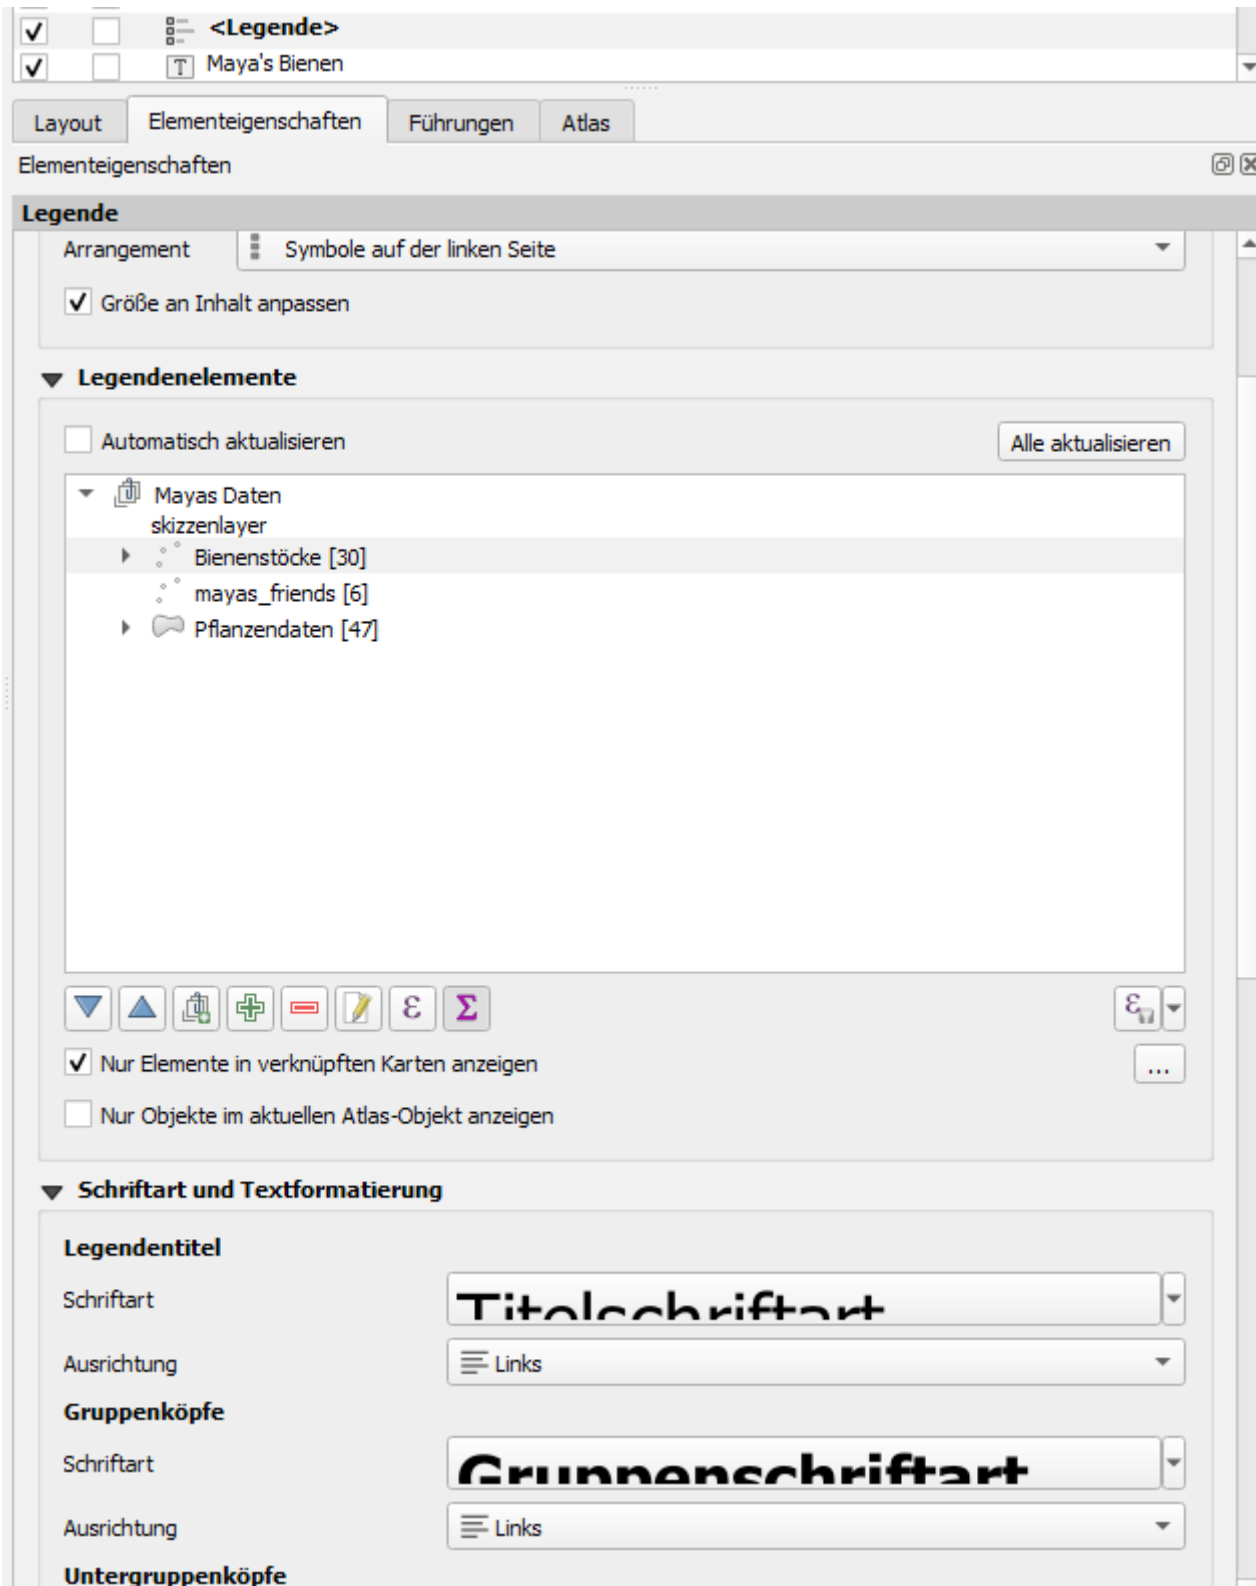 <Legende>
T Maya's Bienen
Layout Elementeigenschaften Führungen Atlas
Elementeigenschaften
Legende
Arrangement Symbole auf der linken Seite
Größe an Inhalt anpassen
Legendenelemente
Automatisch aktualisieren Alle aktualisieren
Mayas Daten
skizzenlayer
Bienenstöcke [30]
mayas_friends [6]
Pflanzendaten [47]
ε Σ ε
Nur Elemente in verknüpften Karten anzeigen ...
Nur Objekte im aktuellen Atlas-Objekt anzeigen
Schriftart und Textformatierung
Legendentitel
Schriftart Titelschriftart
Ausrichtung Links
Gruppenköpfe
Schriftart Gruppenschriftart
Ausrichtung Links
Untergruppenköpfe